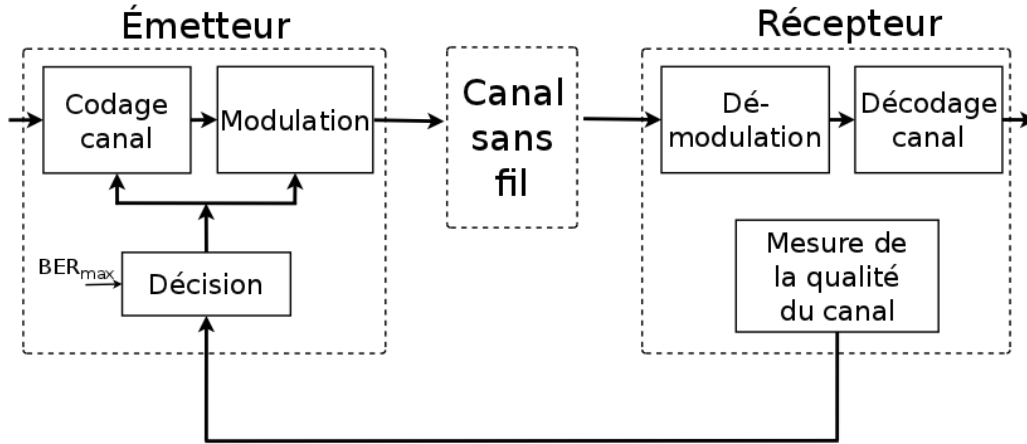 Émetteur
Codage
canal
Modulation
BERmax
Décision
Canal
sans
fil
Récepteur
Dé-
modulation
Décodage
canal
Mesure de
la qualité
du canal